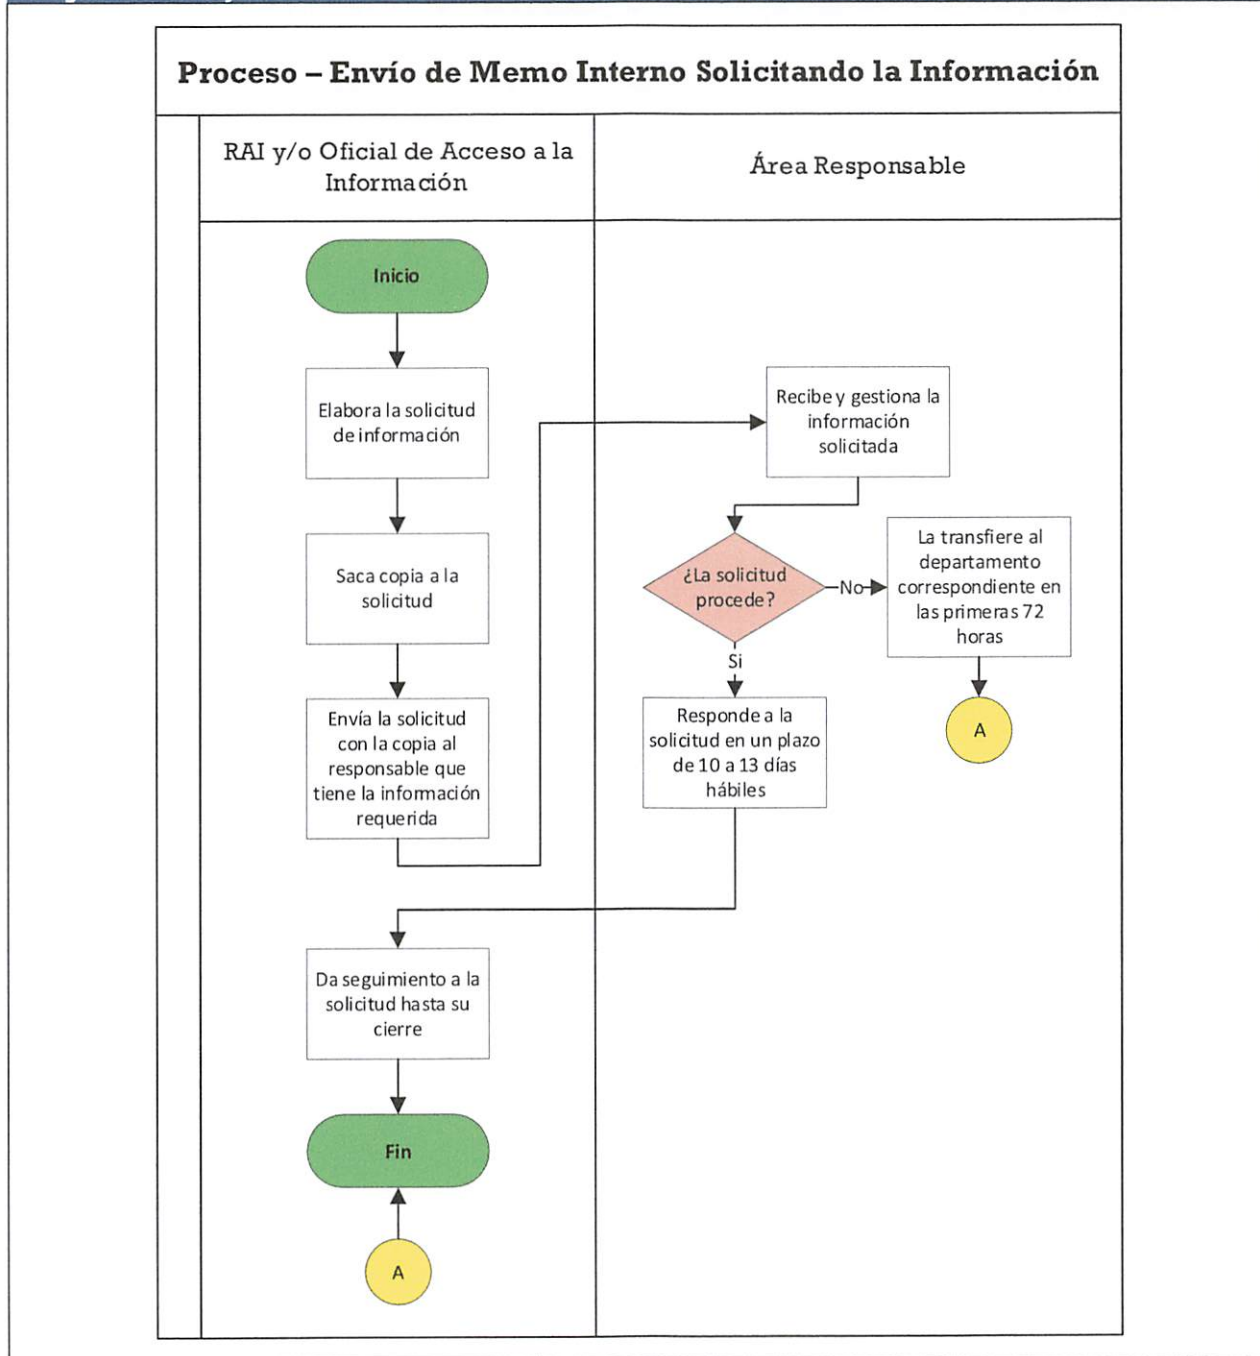 Proceso – Envío de Memo Interno Solicitando la Información
RAI y/o Oficial de Acceso a la
Información
Área Responsable
Inicio
Elabora la solicitud
de información
Saca copia a la
solicitud
Envía la solicitud
con la copia al
responsable que
tiene la información
requerida
Recibe y gestiona la
información
solicitada
¿La solicitud
procede?
No
La transfiere al
departamento
correspondiente en
las primeras 72
horas
A
Si
Responde a la
solicitud en un plazo
de 10 a 13 días
hábiles
Da seguimiento a la
solicitud hasta su
cierre
Fin
A